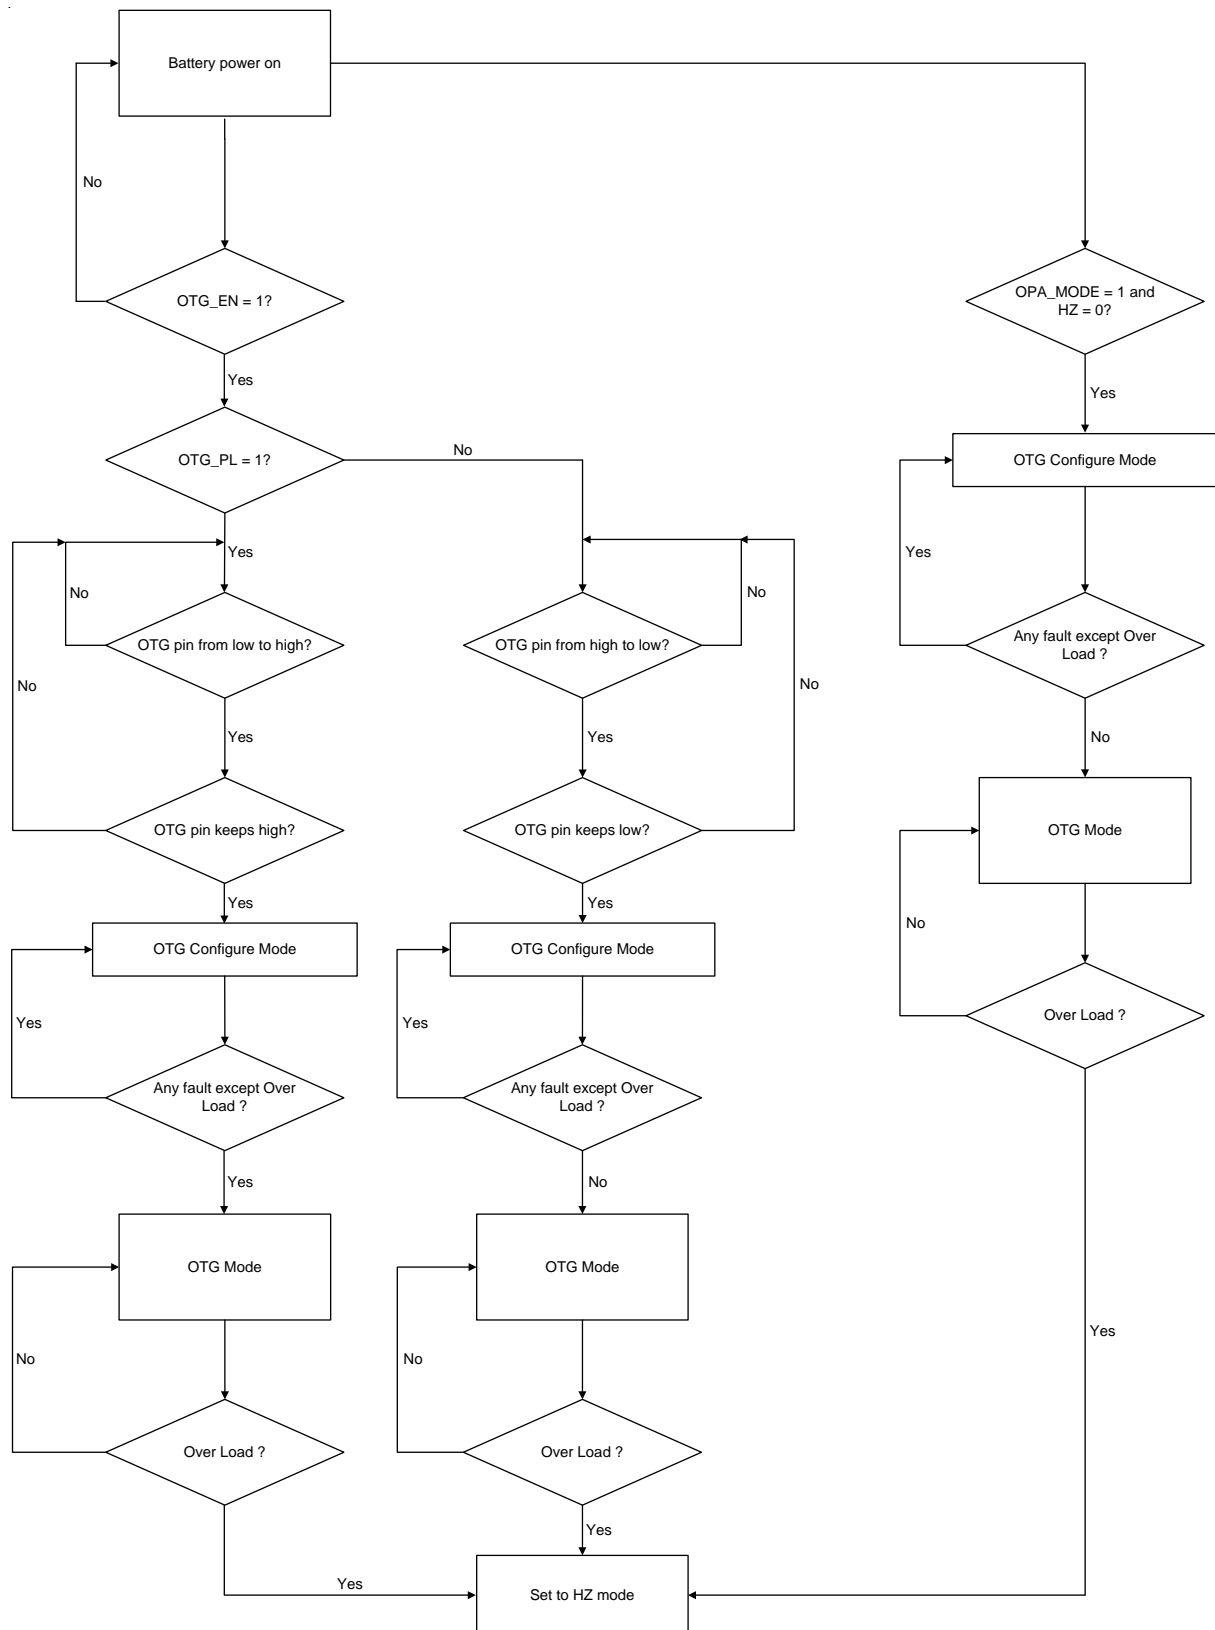 Battery power on
No
OTG_EN = 1?
OPA_MODE = 1 and
HZ = 0?
Yes
Yes
OTG_PL = 1?
No
OTG Configure Mode
Yes
Yes
No
No
OTG pin from low to high?
OTG pin from high to low?
Any fault except Over
Load ?
No
No
Yes
Yes
No
OTG pin keeps high?
OTG pin keeps low?
OTG Mode
Yes
Yes
No
OTG Configure Mode
OTG Configure Mode
Yes
Yes
Over Load ?
Any fault except Over
Load ?
Any fault except Over
Load ?
Yes
No
OTG Mode
OTG Mode
Yes
No
No
Over Load ?
Over Load ?
Yes
Yes
Set to HZ mode